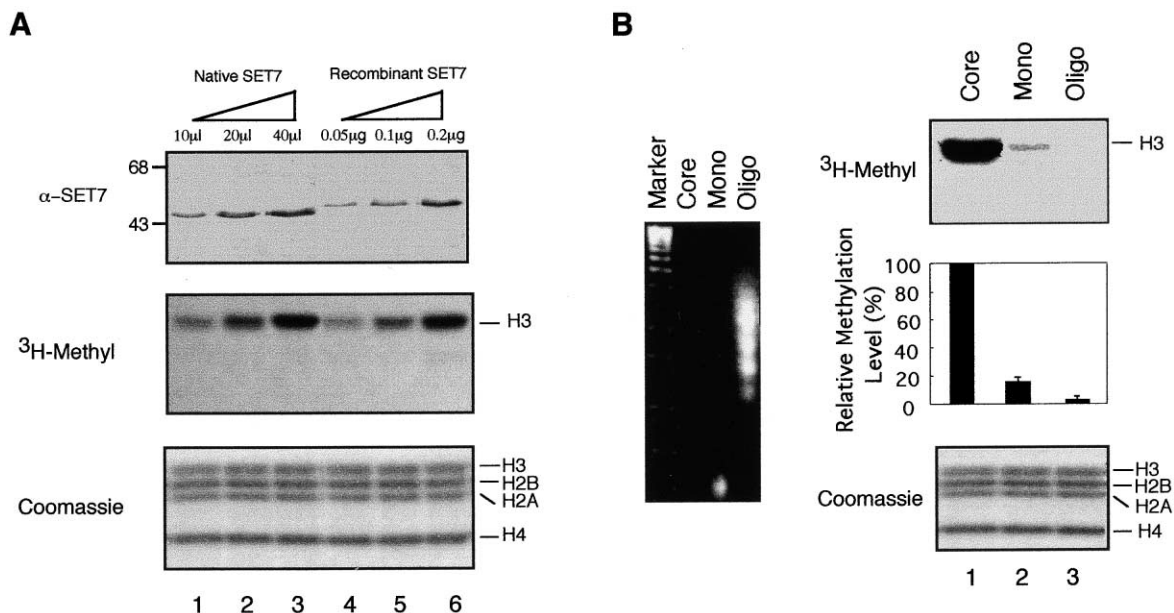 A
Native SET7
Recombinant SET7
10µl
20µl
40µl
0.05µg
0.1µg
0.2µg
68
α-SET7
43
³H-Methyl
H3
Coomassie
H3
H2B
H2A
H4
1 2 3 4 5 6
B
Marker
Core
Mono
Oligo
Core
Mono
Oligo
³H-Methyl
H3
Relative Methylation
Level (%)
100
80
60
40
20
0
Coomassie
H3
H2B
H2A
H4
1 2 3